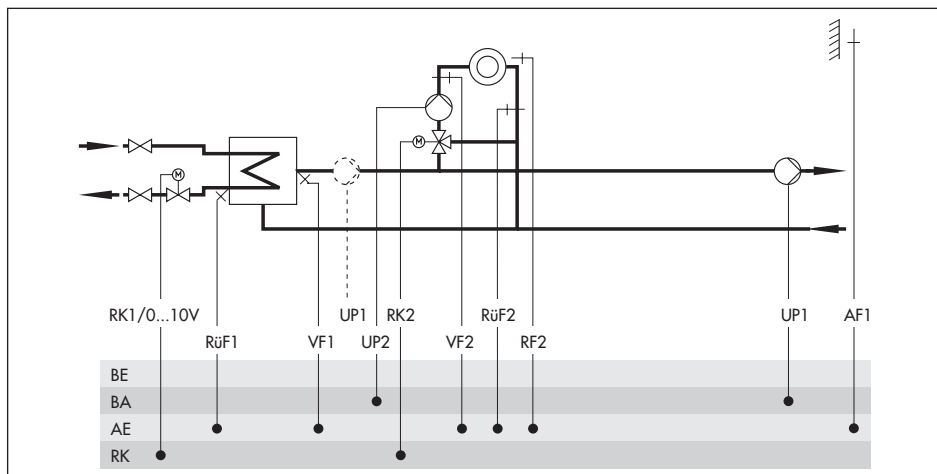 M
M
RK1/0...10V UP1 RK2 RüF2 UP1 AF1
RüF1 VF1 UP2 VF2 RF2
BE
BA
AE
RK